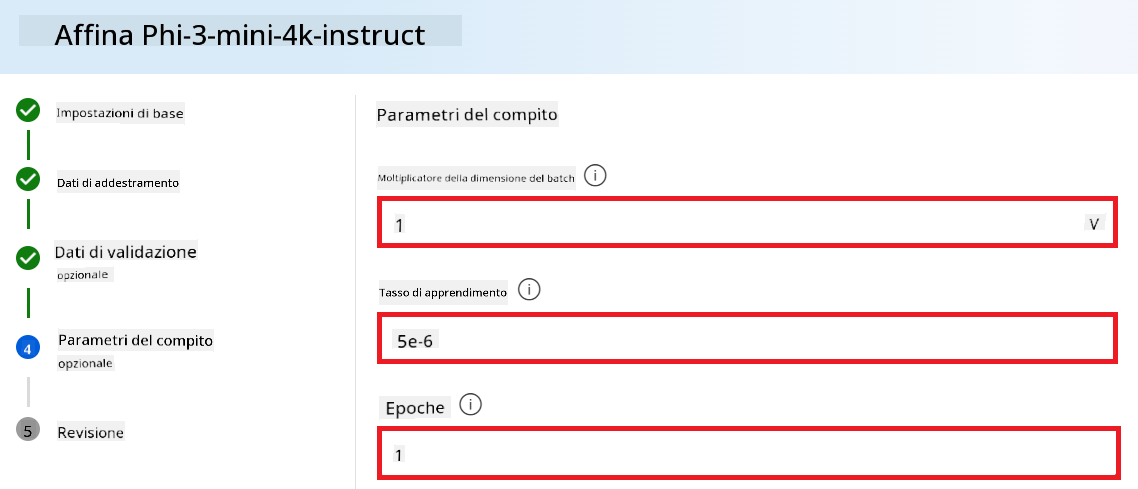 Affina Phi-3-mini-4k-instruct
Impostazioni di base
Dati di addestramento
Dati di validazione
opzionale
4
Parametri del compito
opzionale
5
Revisione
Parametri del compito
Moltiplicatore della dimensione del batch
1
V
Tasso di apprendimento
5e-6
Epoche
1